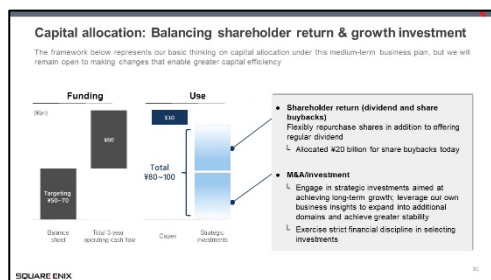 Capital allocation: Balancing shareholder return & growth investment
The framework below represents our basic thinking on capital allocation under this medium-term business plan, but we will
remain open to making changes that enable greater capital efficiency
Funding
Use
(¥bn)
¥60
Targeting
¥50~70
Balance
sheet
Total 3-year
operating cash flow
Total
¥80~100
Capex
Strategic
investments
● Shareholder return (dividend and share
buybacks)
Flexibly repurchase shares in addition to offering
regular dividend
└ Allocated ¥20 billion for share buybacks today
● M&A/Investment
└ Engage in strategic investments aimed at
achieving long-term growth; leverage our own
business insights to expand into additional
domains and achieve greater stability
└ Exercise strict financial discipline in selecting
investments
SQUARE ENIX